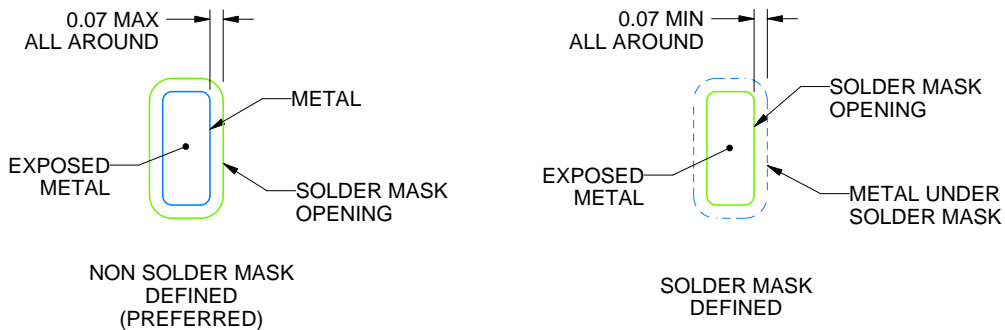 0.07 MAX
ALL AROUND
METAL
EXPOSED
METAL
SOLDER MASK
OPENING
NON SOLDER MASK
DEFINED
(PREFERRED)
0.07 MIN
ALL AROUND
SOLDER MASK
OPENING
EXPOSED
METAL
METAL UNDER
SOLDER MASK
SOLDER MASK
DEFINED